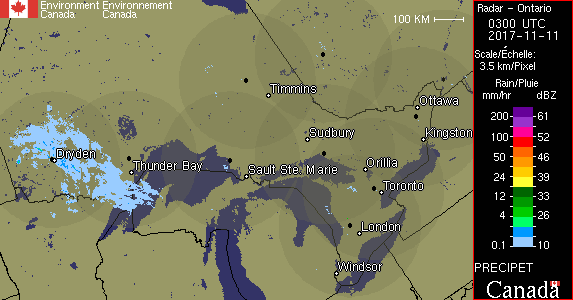 Environment Environnement
Canada Canada
100 KM
Timmins
Ottawa
Sudbury
Kingston
Dryden
Thunder Bay
Sault Ste. Marie
Orillia
Toronto
London
Windsor
Radar - Ontario
0300 UTC
2017-11-11
Scale/Échelle:
3.5 km/Pixel
Rain/Pluie
mm/hr dBZ
200 61
100 52
50 46
24 39
12 33
4 26
0.1 10
PRECIPET
Canada